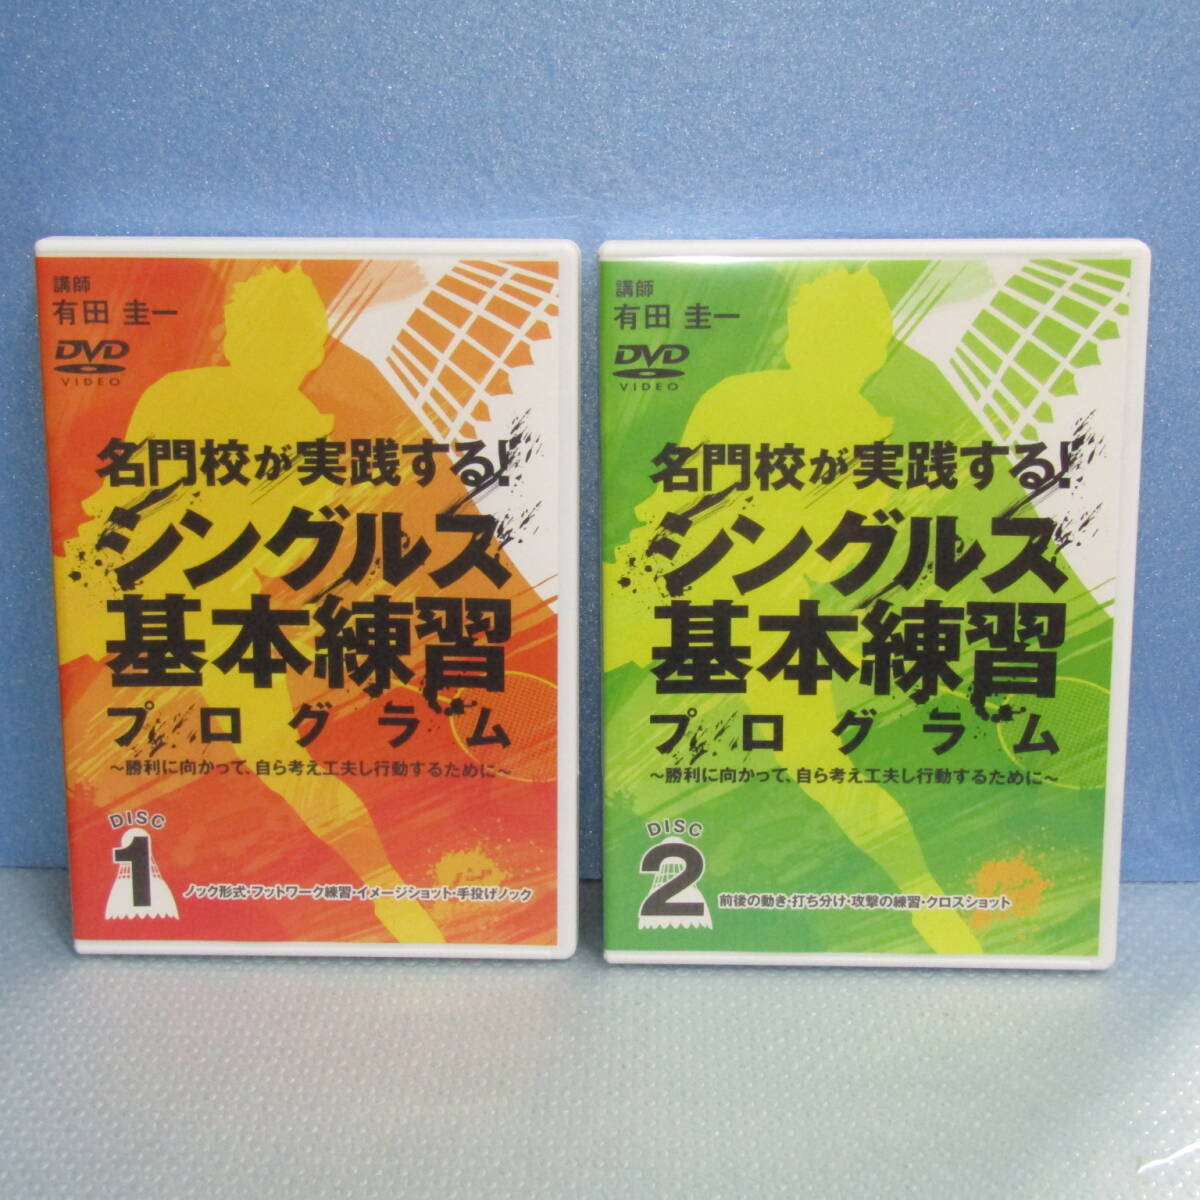 講師
有田 圭一
DVD
VIDEO
名門校が実践する!
シングルス
基本練習
プログラム
～勝利に向かって、自ら考え工夫し行動するために～
DISC
1
ノック形式・フットワーク練習・イメージショット・手投げノック
講師
有田 圭一
DVD
VIDEO
名門校が実践する!
シングルス
基本練習
プログラム
～勝利に向かって、自ら考え工夫し行動するために～
DISC
2
前後の動き・打ち分け・攻撃の練習・クロスショット